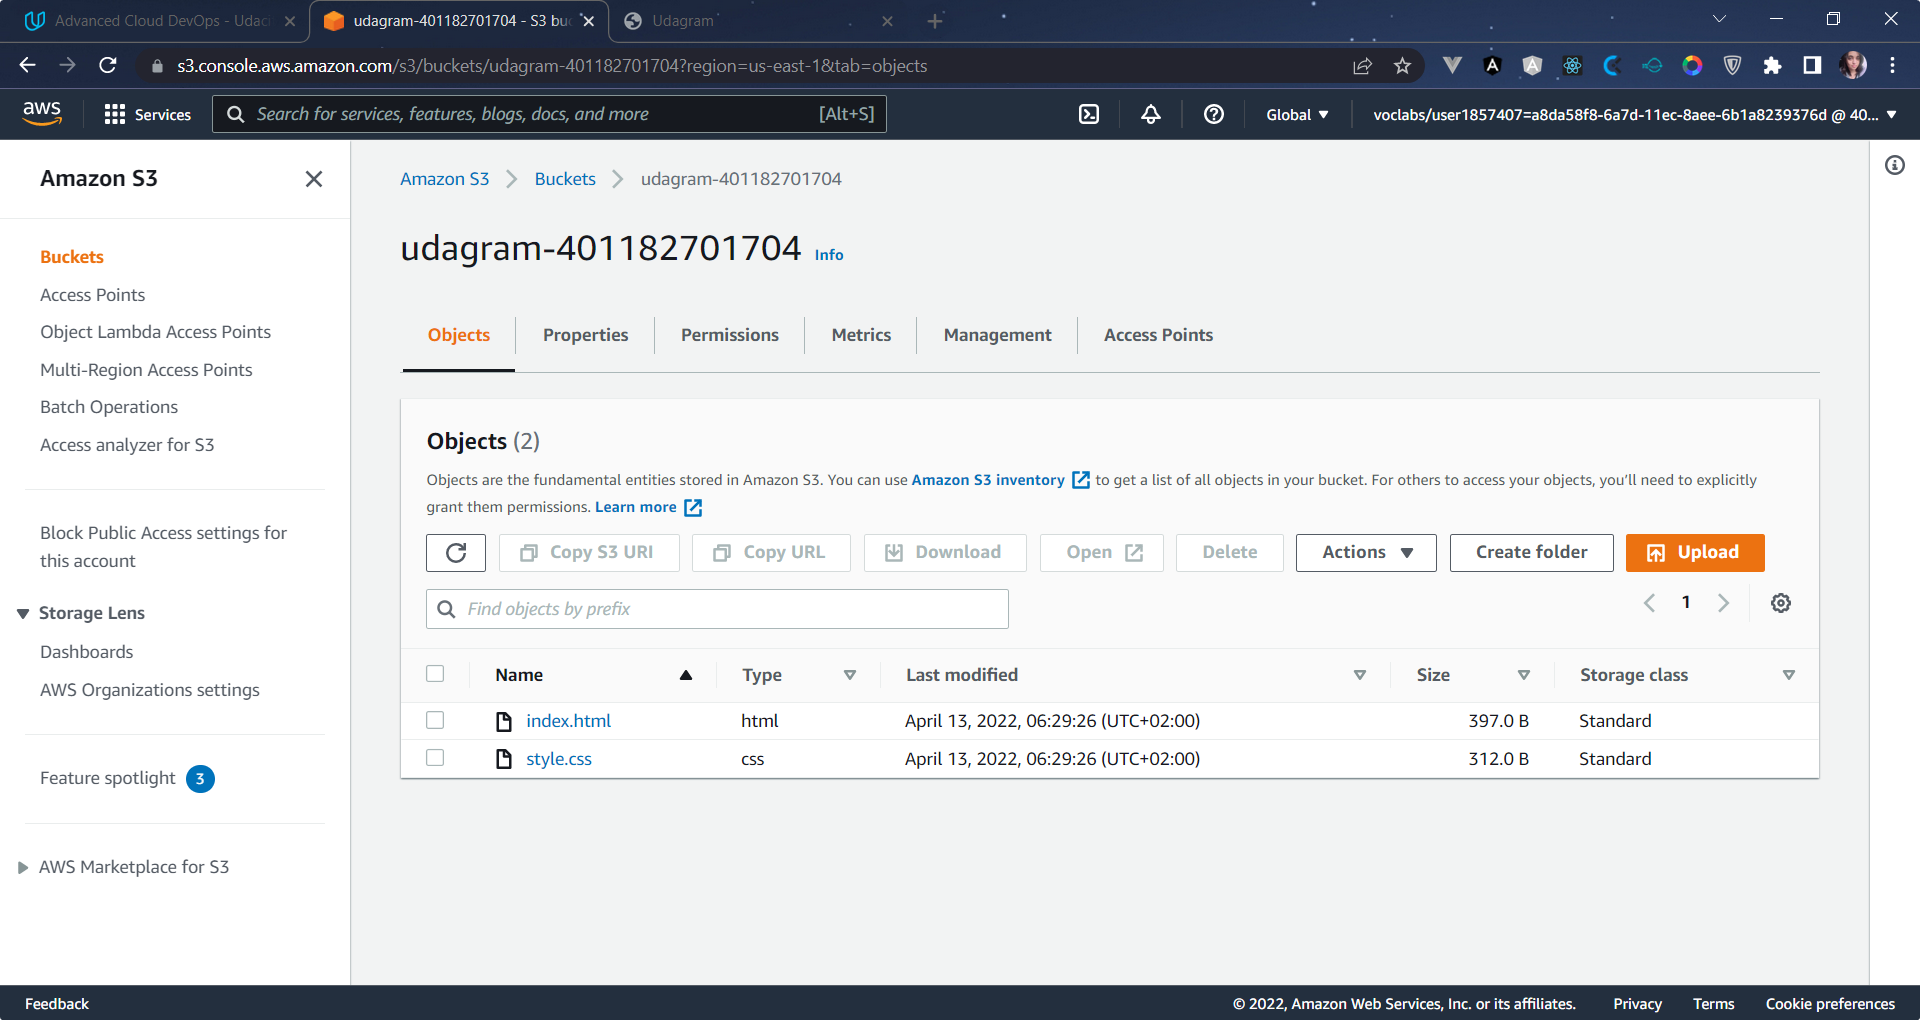 Advanced Cloud DevOps - Udac
udagram-401182701704 - S3 bu
Udagram
s3.console.aws.amazon.com/s3/buckets/udagram-401182701704?region=us-east-1&tab=objects
aws
Services
Search for services, features, blogs, docs, and more
[Alt+S]
Global
voclabs/user1857407=a8da58f8-6a7d-11ec-8aee-6b1a8239376d @ 40...
Amazon S3
Buckets
Access Points
Object Lambda Access Points
Multi-Region Access Points
Batch Operations
Access analyzer for S3
Block Public Access settings for
this account
Storage Lens
Dashboards
AWS Organizations settings
Feature spotlight 3
AWS Marketplace for S3
Amazon S3 Buckets udagram-401182701704
udagram-401182701704 Info
Objects Properties Permissions Metrics Management Access Points
Objects (2)
Objects are the fundamental entities stored in Amazon S3. You can use Amazon S3 inventory to get a list of all objects in your bucket. For others to access your objects, you'll need to explicitly
grant them permissions. Learn more
Copy S3 URI Copy URL Download Open Delete Actions Create folder Upload
Find objects by prefix
1
Name Type Last modified Size Storage class
index.html html April 13, 2022, 06:29:26 (UTC+02:00) 397.0 B Standard
style.css css April 13, 2022, 06:29:26 (UTC+02:00) 312.0 B Standard
Feedback
© 2022, Amazon Web Services, Inc. or its affiliates. Privacy Terms Cookie preferences